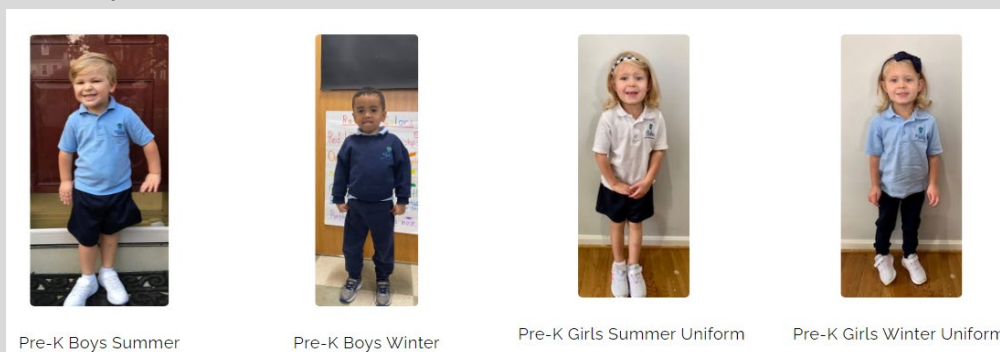 Pre-K Boys Summer
Pre-K Boys Winter
Pre-K Girls Summer Uniform
Pre-K Girls Winter Uniform